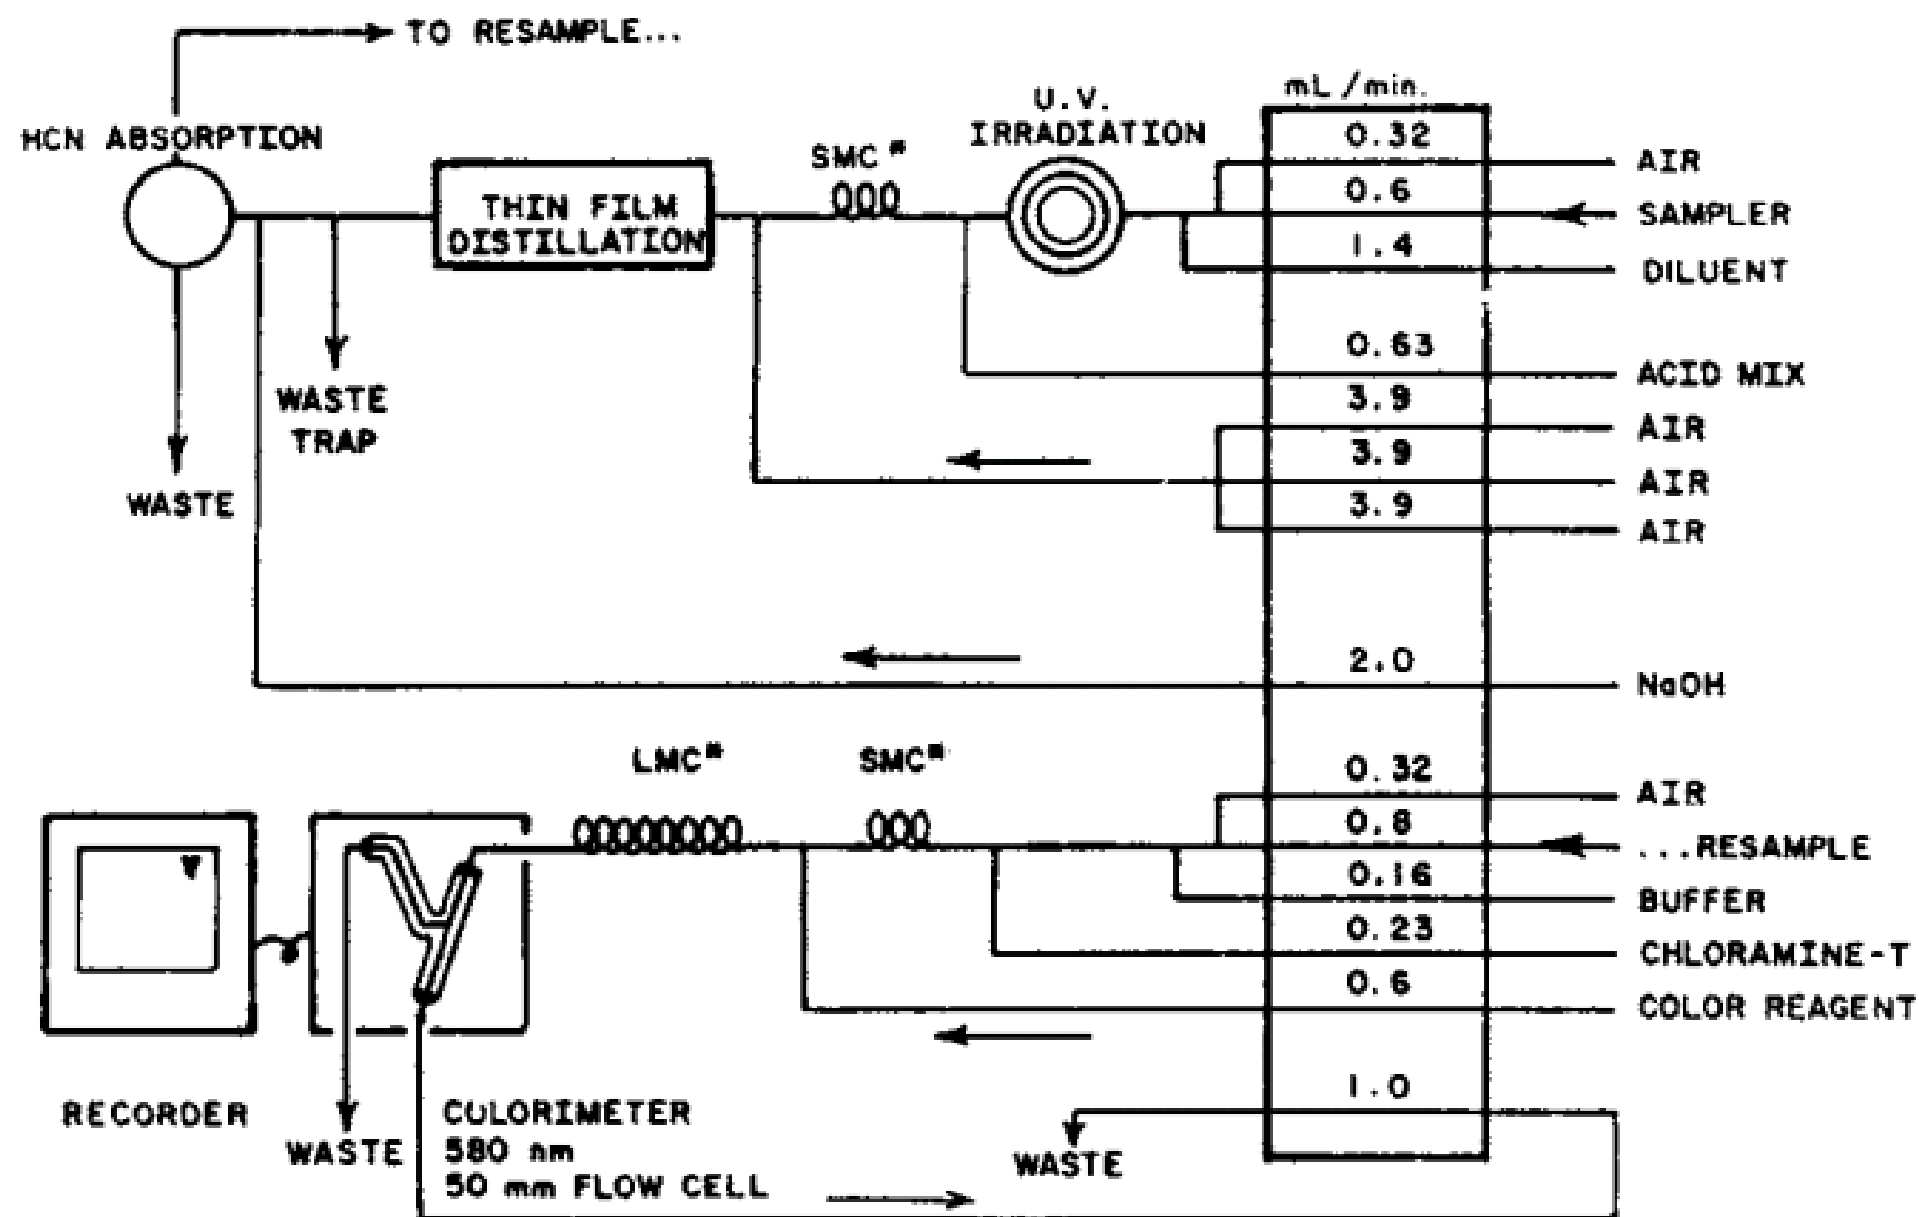 TO RESAMPLE...
mL/min.
HCN ABSORPTION
SMC*
U.V.
IRRADIATION
THIN FILM
DISTILLATION
0.32
AIR
0.6
SAMPLER
1.4
DILUENT
0.63
ACID MIX
3.9
AIR
3.9
AIR
3.9
AIR
WASTE
TRAP
WASTE
2.0
NaOH
LMC*
SMC*
0.32
AIR
0.8
...RESAMPLE
0.16
BUFFER
0.23
CHLORAMINE-T
0.6
COLOR REAGENT
1.0
RECORDER
WASTE
COLORIMETER
580 nm
50 mm FLOW CELL
WASTE